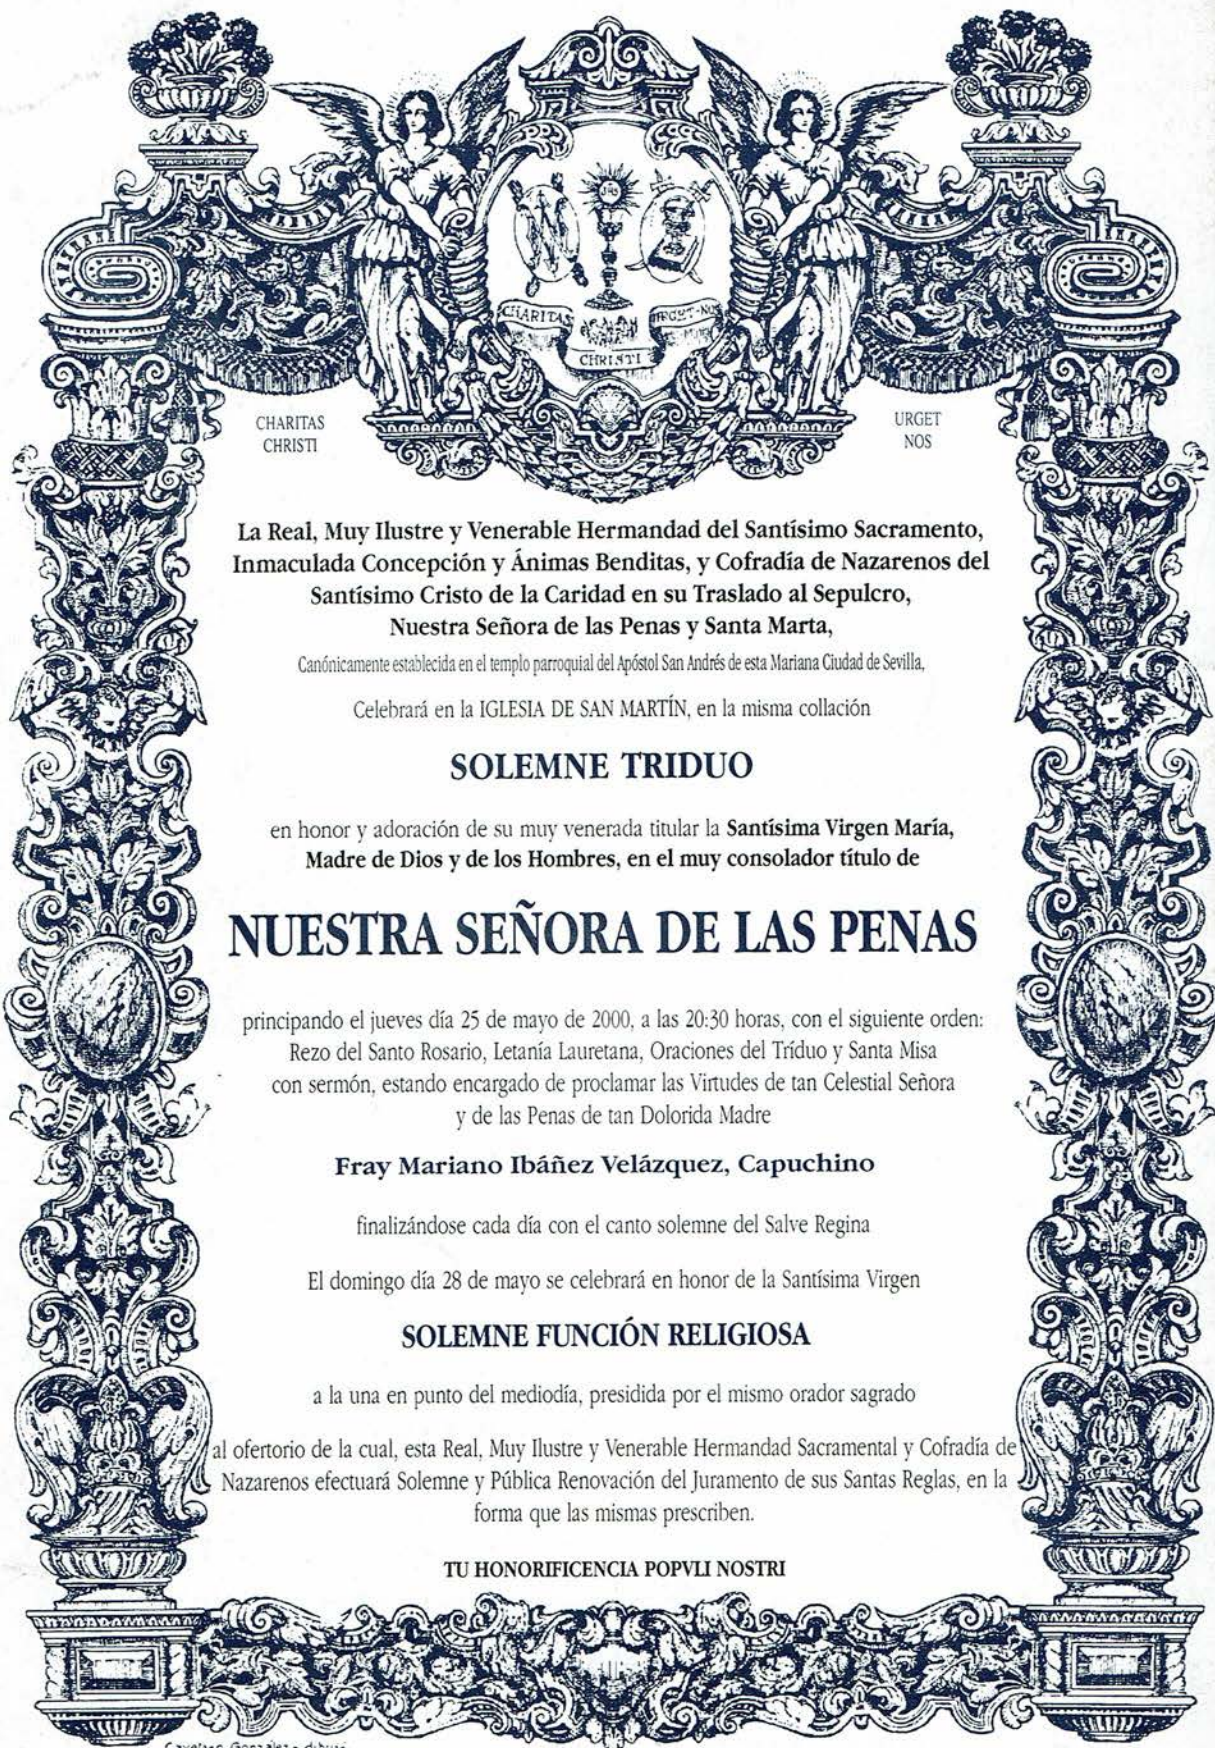 CHARITAS
URGET-NOS
CHRISTI
CHARITAS
CHRISTI
URGET
NOS
La Real, Muy Ilustre y Venerable Hermandad del Santísimo Sacramento,
Inmaculada Concepción y Ánimas Benditas, y Cofradía de Nazarenos del
Santísimo Cristo de la Caridad en su Traslado al Sepulcro,
Nuestra Señora de las Penas y Santa Marta,
Canónicamente establecida en el templo parroquial del Apóstol San Andrés de esta Mariana Ciudad de Sevilla,
Celebrará en la IGLESIA DE SAN MARTÍN, en la misma collación
SOLEMNE TRIDUO
en honor y adoración de su muy venerada titular la Santísima Virgen María,
Madre de Dios y de los Hombres, en el muy consolador título de
NUESTRA SEÑORA DE LAS PENAS
principando el jueves día 25 de mayo de 2000, a las 20:30 horas, con el siguiente orden:
Rezo del Santo Rosario, Letanía Lauretana, Oraciones del Tríduo y Santa Misa
con sermón, estando encargado de proclamar las Virtudes de tan Celestial Señora
y de las Penas de tan Dolorida Madre
Fray Mariano Ibáñez Velázquez, Capuchino
finalizándose cada día con el canto solemne del Salve Regina
El domingo día 28 de mayo se celebrará en honor de la Santísima Virgen
SOLEMNE FUNCIÓN RELIGIOSA
a la una en punto del mediodía, presidida por el mismo orador sagrado
al ofertorio de la cual, esta Real, Muy Ilustre y Venerable Hermandad Sacramental y Cofradía de
Nazarenos efectuará Solemne y Pública Renovación del Juramento de sus Santas Reglas, en la
forma que las mismas prescriben.
TU HONORIFICENCIA POPVLI NOSTRI
Cayetano González - dibujó